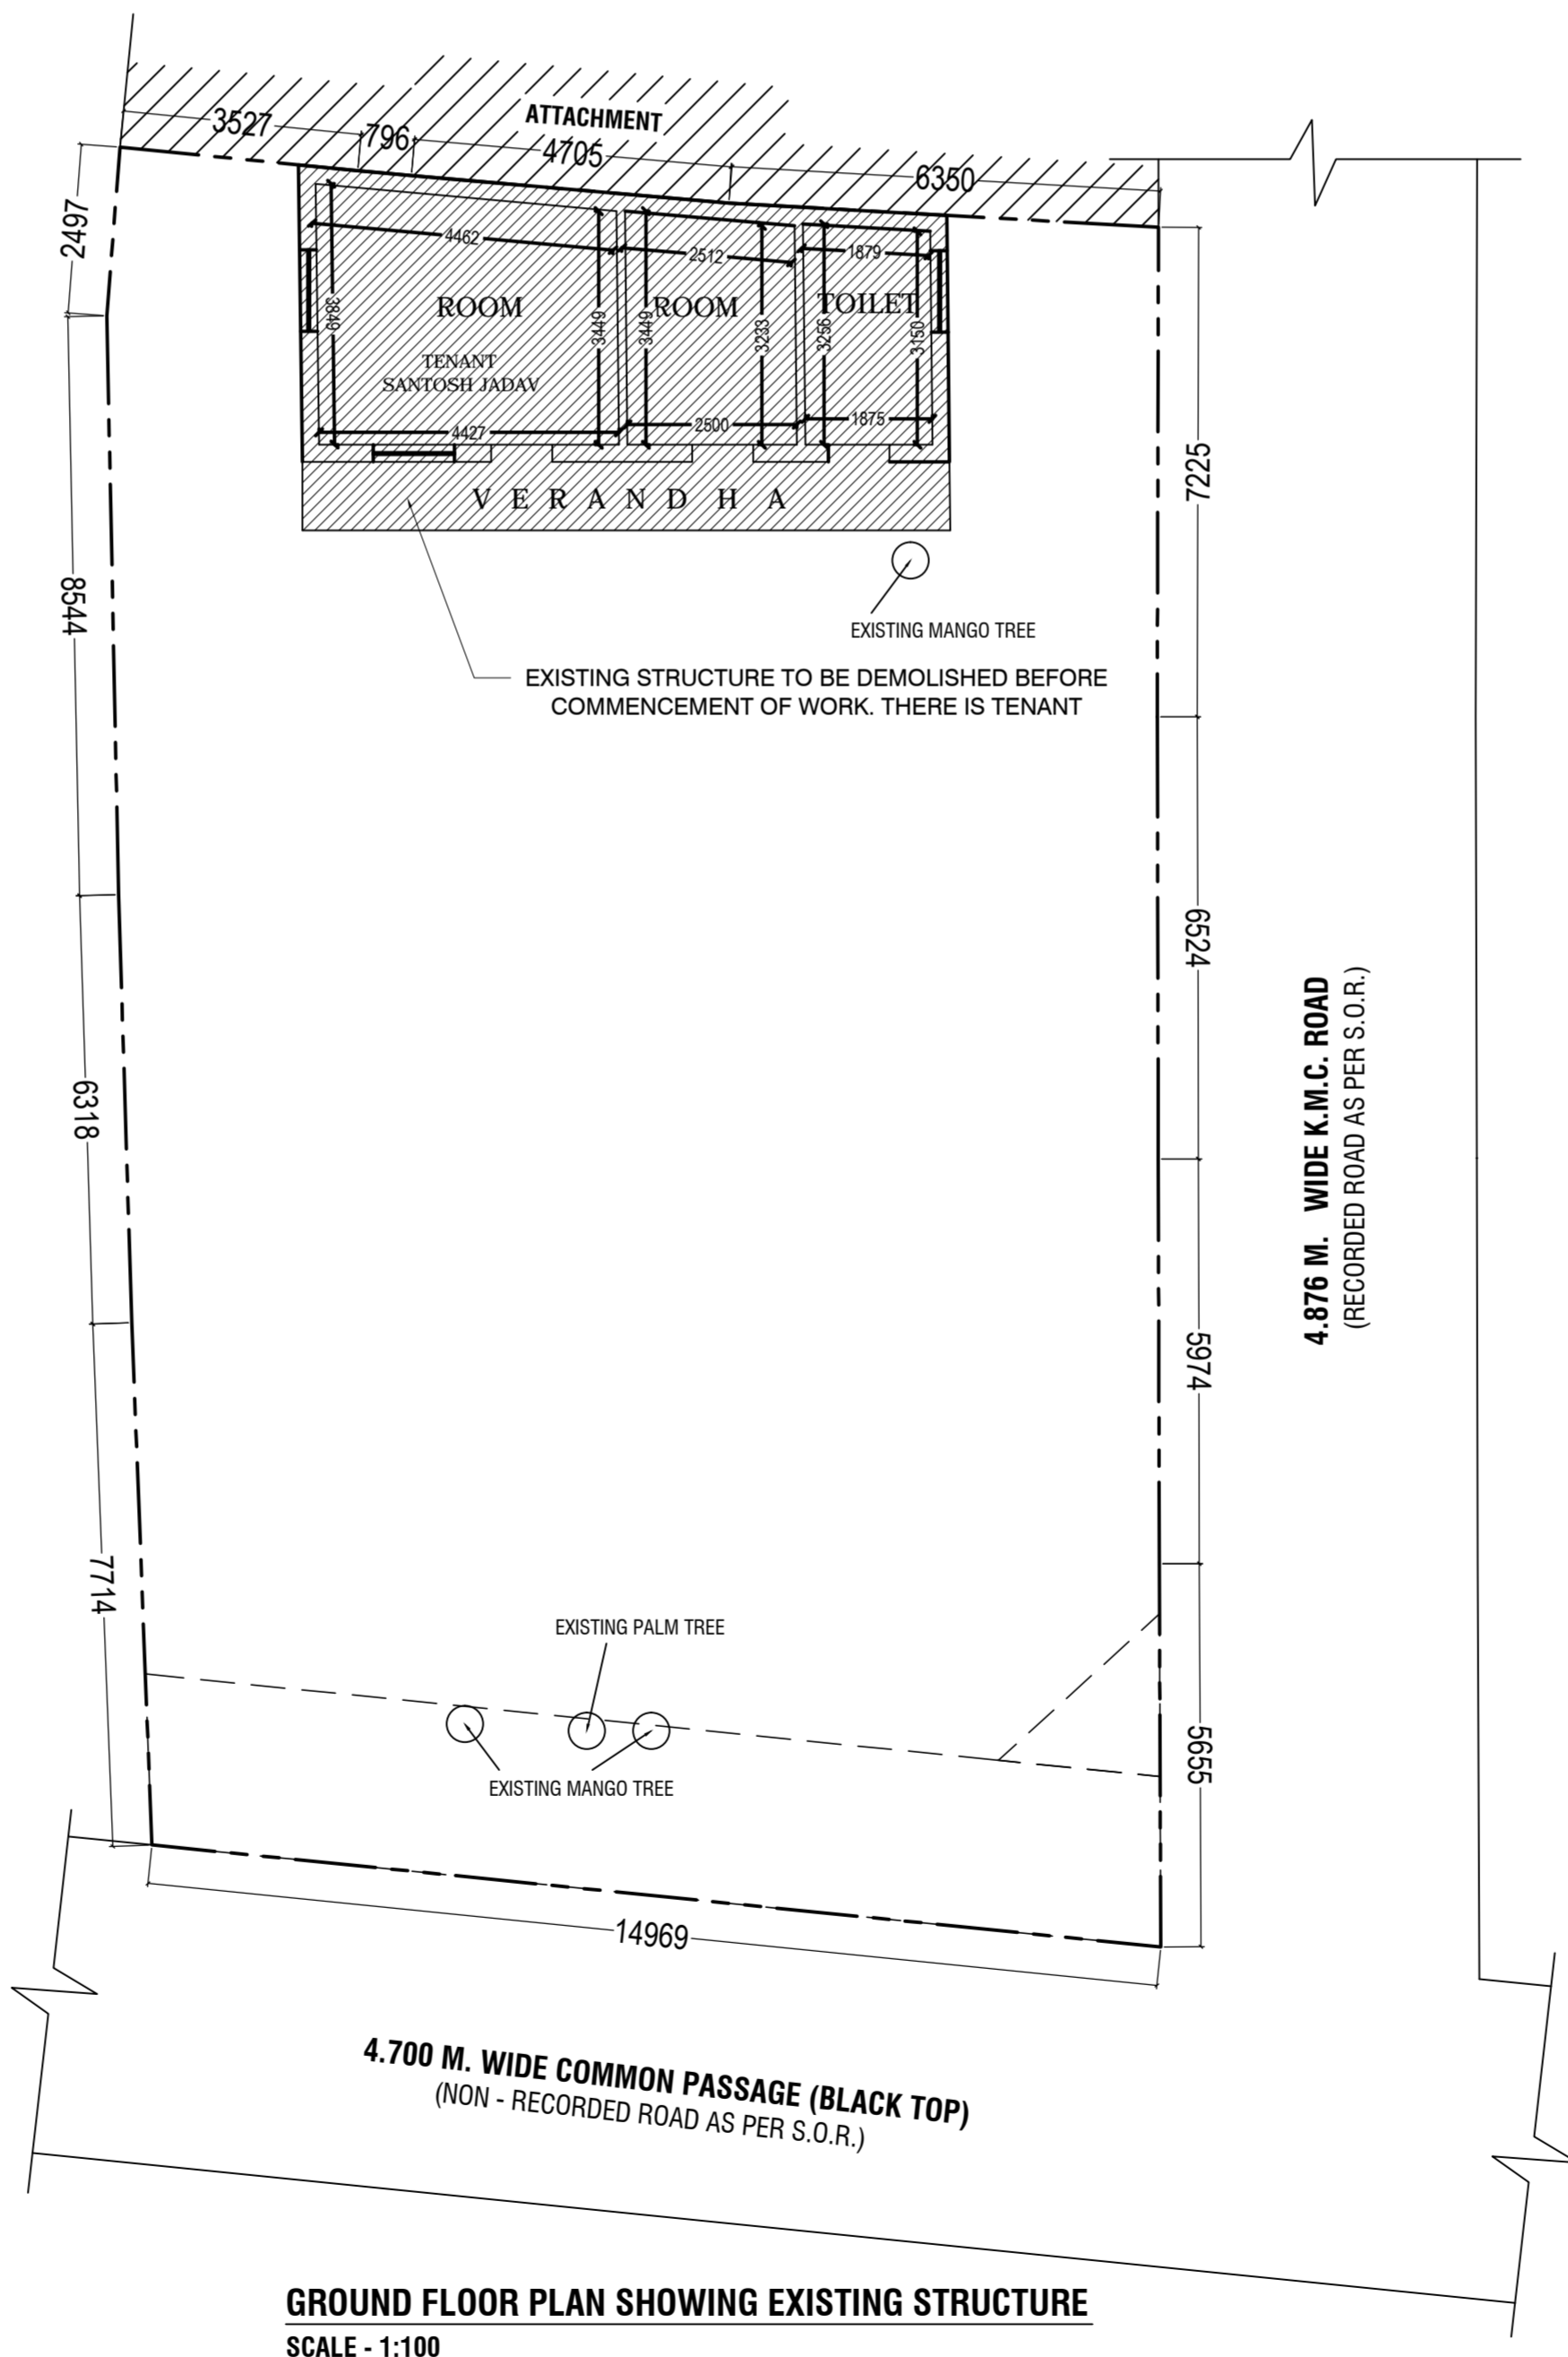 ATTACHMENT
3527
796
4705
6350
2497
4462
2512
1879
ROOM
ROOM
TOILET
3849
3449
3449
3233
3256
3150
TENANT
SANTOSH JADAV
4427
2500
1875
VERANDHA
7225
8544
EXISTING MANGO TREE
EXISTING STRUCTURE TO BE DEMOLISHED BEFORE
COMMENCEMENT OF WORK. THERE IS TENANT
6524
6318
4.876 M. WIDE K.M.C. ROAD
(RECORDED ROAD AS PER S.O.R.)
5974
7714
EXISTING PALM TREE
5655
EXISTING MANGO TREE
14969
4.700 M. WIDE COMMON PASSAGE (BLACK TOP)
(NON - RECORDED ROAD AS PER S.O.R.)
GROUND FLOOR PLAN SHOWING EXISTING STRUCTURE
SCALE - 1:100